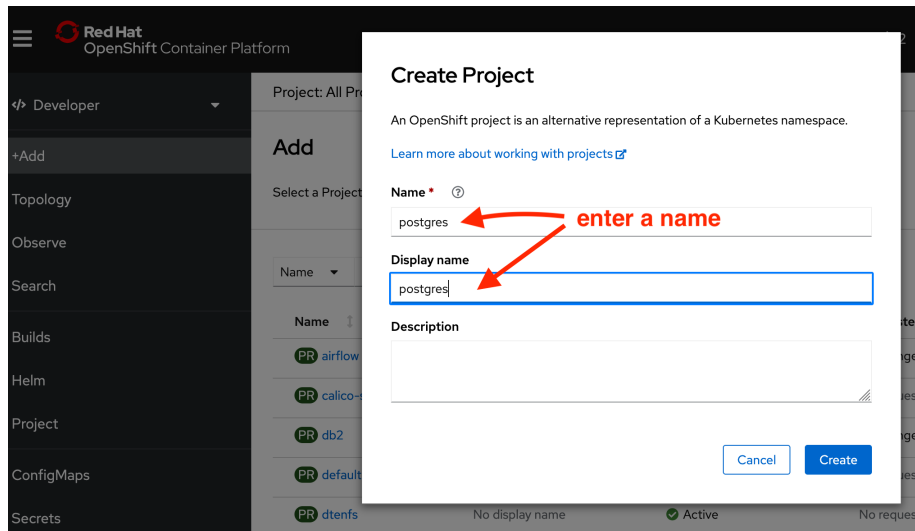 Red Hat
OpenShift Container Platform
Developer
+Add
Topology
Observe
Search
Builds
Helm
Project
ConfigMaps
Secrets
Project: All
Add
Select a Project
Name
Name
PR airflow
PR
PR db2
PR default
PR dtenfs
No display name
Active
No
Create Project
An OpenShift project is an alternative representation of a Kubernetes namespace.
Learn more about working with projects
Name *
postgres
enter a name
Display name
postgres
Description
Cancel
Create